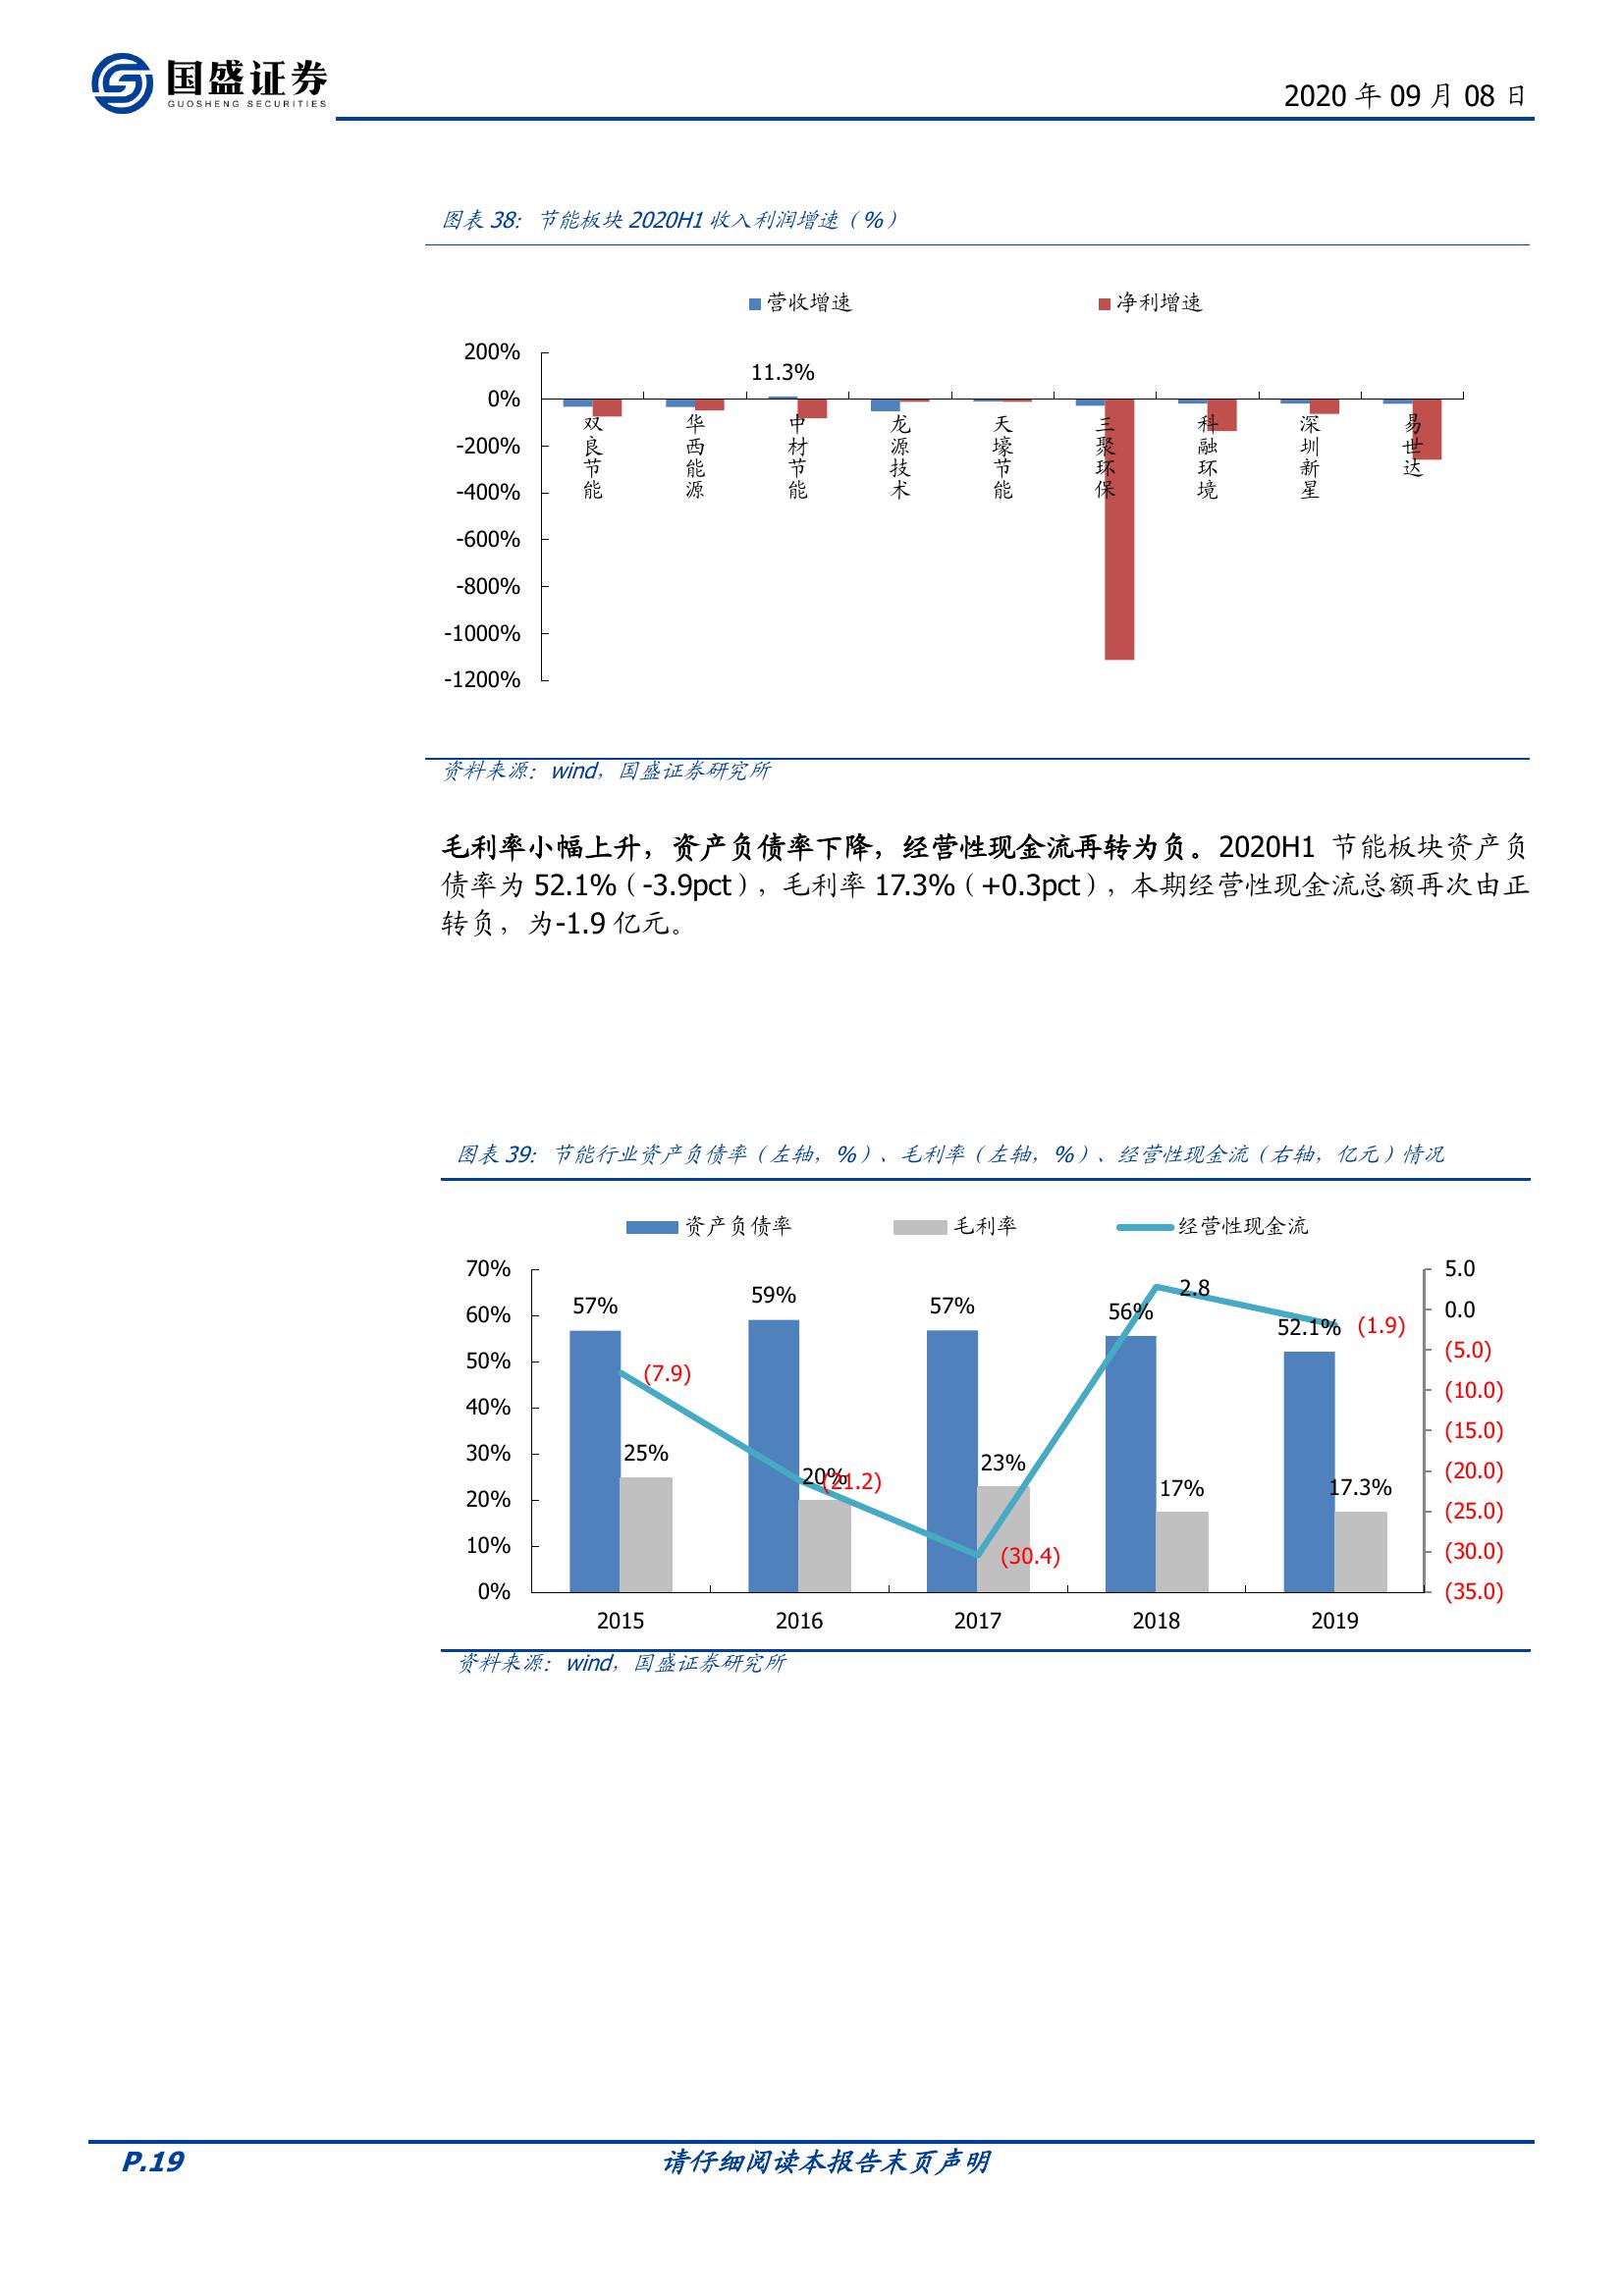 国盛证券
GUOSHENG SECURITIES
2020 年 09 月 08 日
图表 38: 节能板块 2020H1 收入利润增速（%）
营收增速 净利增速
200%
0%
-200%
-400%
-600%
-800%
-1000%
-1200%
11.3%
双良节能
华西能源
中材节能
龙源技术
天壕节能
三聚环保
科融环境
深圳新星
易世达
资料来源：wind，国盛证券研究所
毛利率小幅上升，资产负债率下降，经营性现金流再转为负。2020H1 节能板块资产负
债率为 52.1%（-3.9pct），毛利率 17.3%（+0.3pct），本期经营性现金流总额再次由正
转负，为-1.9 亿元。
图表 39: 节能行业资产负债率（左轴，%）、毛利率（左轴，%）、经营性现金流（右轴，亿元）情况
资产负债率 毛利率 经营性现金流
70%
60%
50%
40%
30%
20%
10%
0%
57% 59% 57% 56% 52.1%
25% 20% 23% 17% 17.3%
(7.9) (21.2) (30.4) 2.8 (1.9)
5.0
0.0
(5.0)
(10.0)
(15.0)
(20.0)
(25.0)
(30.0)
(35.0)
2015 2016 2017 2018 2019
资料来源：wind，国盛证券研究所
P.19 请仔细阅读本报告末页声明